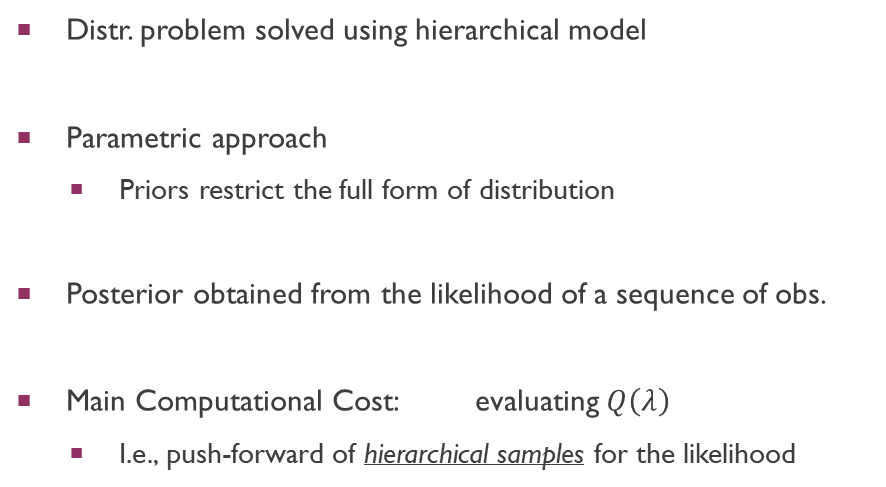 Distr. problem solved using hierarchical model
Parametric approach
Priors restrict the full form of distribution
Posterior obtained from the likelihood of a sequence of obs.
Main Computational Cost: evaluating Q(λ)
I.e., push-forward of hierarchical samples for the likelihood